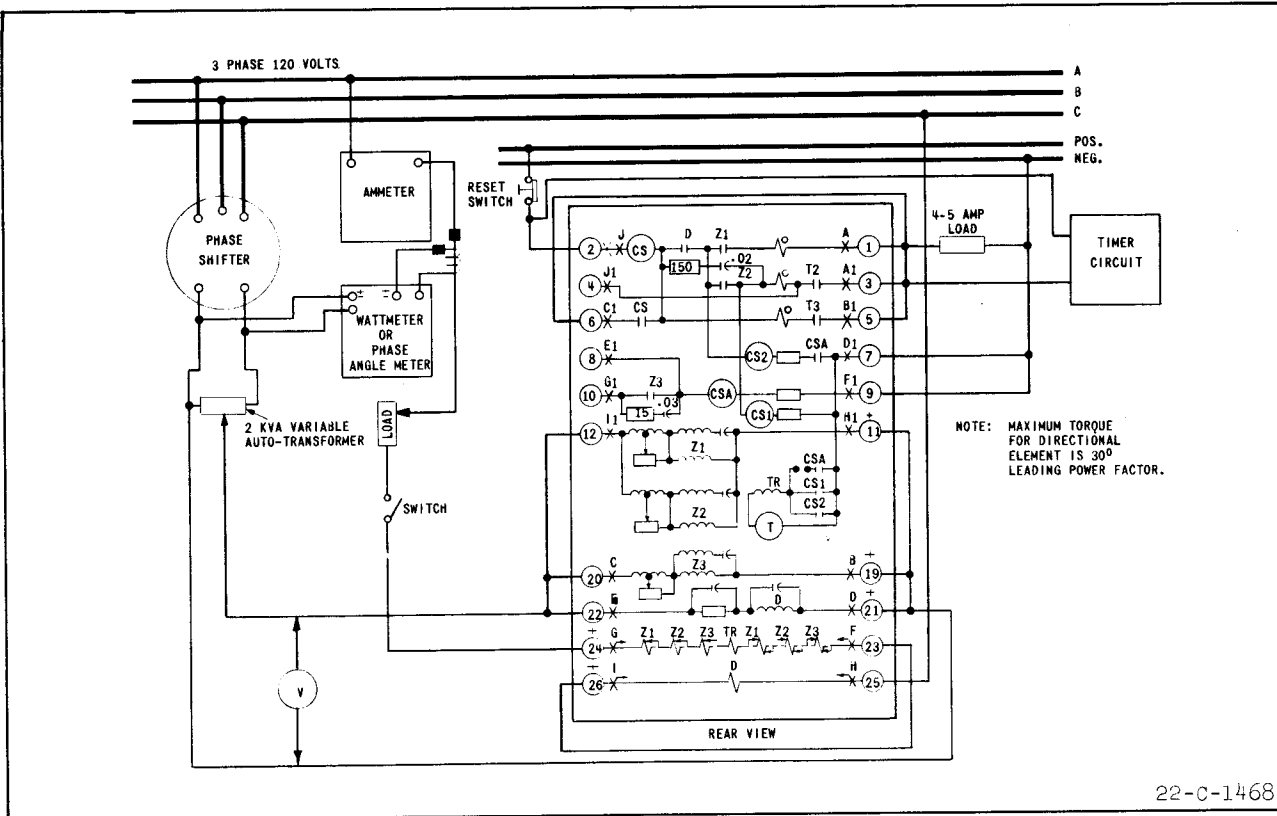 3 PHASE 120 VOLTS
A
B
C
POS.
NEG.
AMMETER
RESET
SWITCH
PHASE
SHIFTER
WATTMETER
OR
PHASE
ANGLE METER
2 KVA VARIABLE
AUTO-TRANSFORMER
LOAD
SWITCH
V
4-5 AMP
LOAD
TIMER
CIRCUIT
2 J CS D Z1 A 1
150 .02
4 J1 Z2 C T2 A1 3
6 C1 CS T3 B1 5
8 E1 CS2 CSA D1 7
10 G1 Z3 CSA F1 9
15 .03 CS1
12 I1 H1 + 11
Z1
CSA
TR CS1
CS2
Z2
T
20 C Z3 B + 19
22 E D D + 21
+ 24 G Z1 Z2 Z3 TR Z1 Z2 Z3 F 23
+ 26 I D H 25
REAR VIEW
NOTE: MAXIMUM TORQUE
FOR DIRECTIONAL
ELEMENT IS 30°
LEADING POWER FACTOR.
22-C-1468